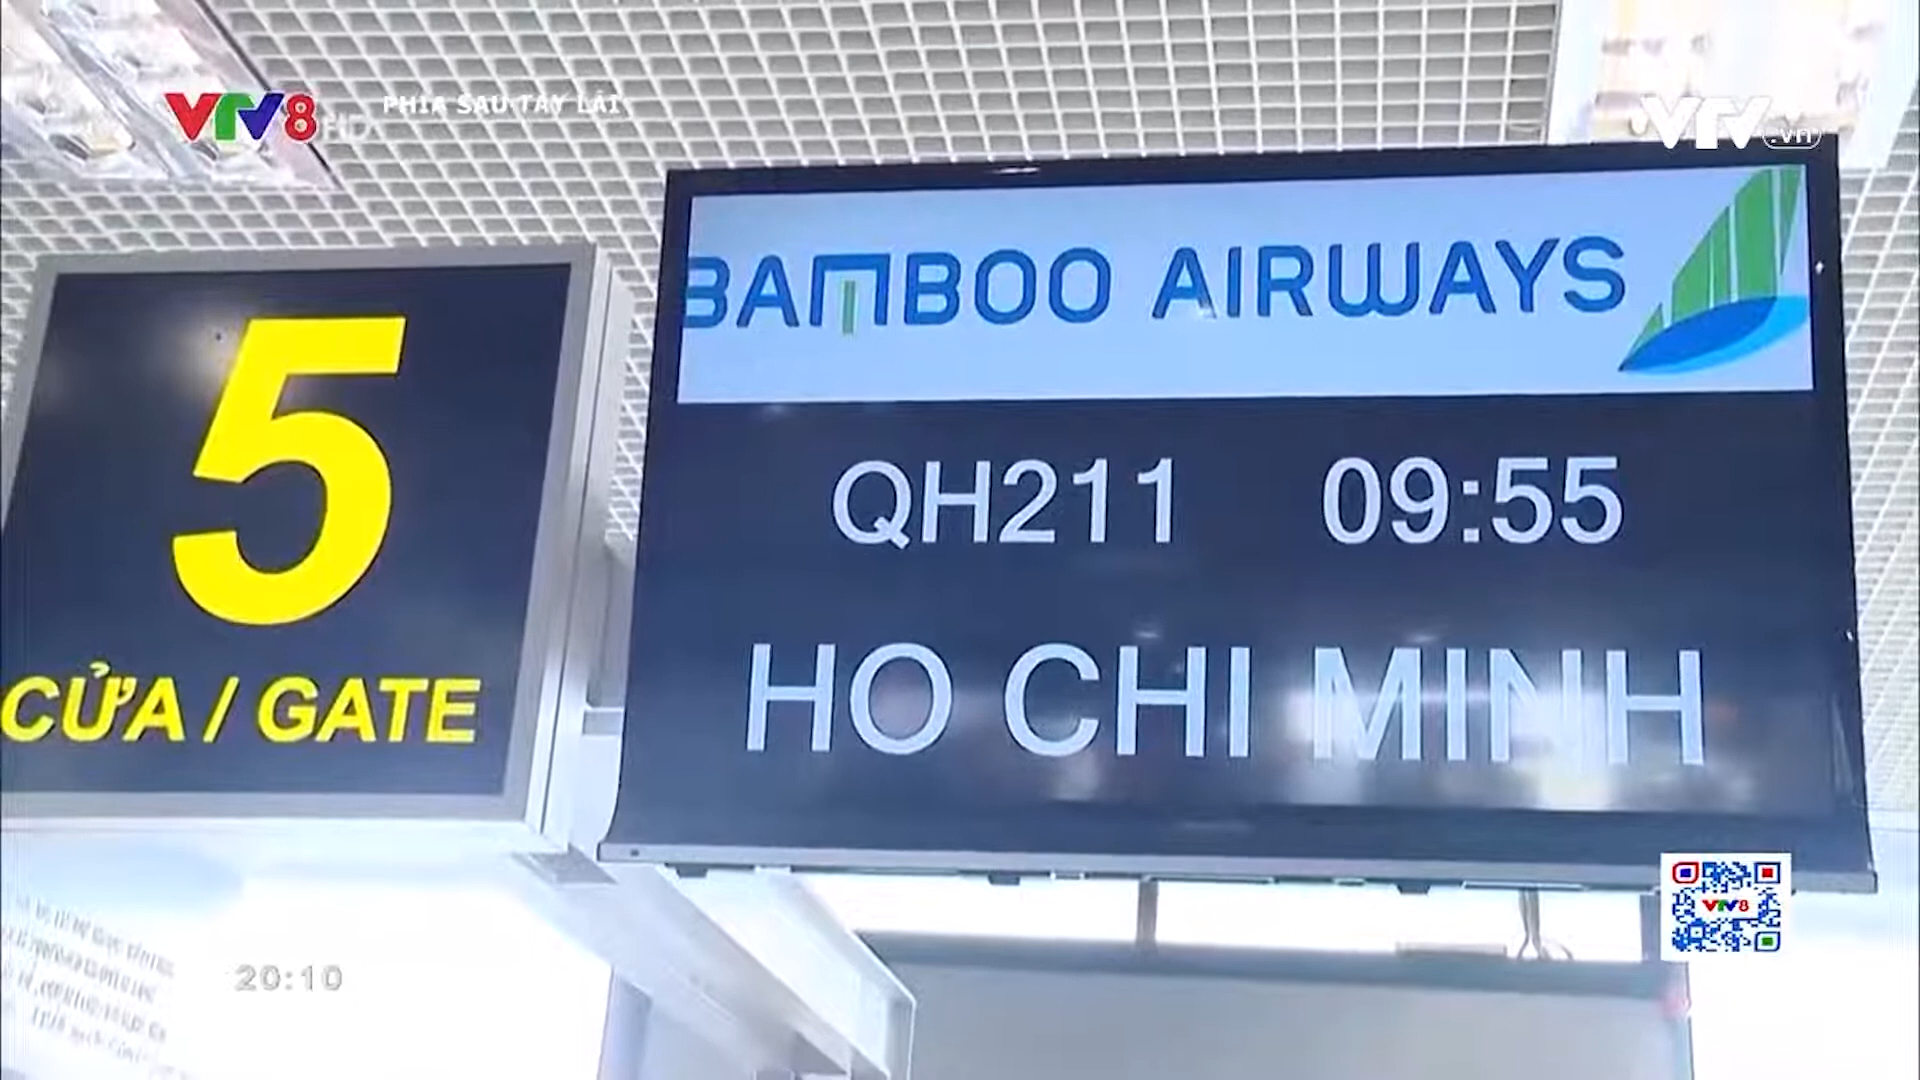 VTV8 HD
PHÍA SAU TAY LÁI
VTV.vn
BAMBOO AIRWAYS
5
CỬA / GATE
QH211 09:55
HO CHI MINH
VTV8
20:10